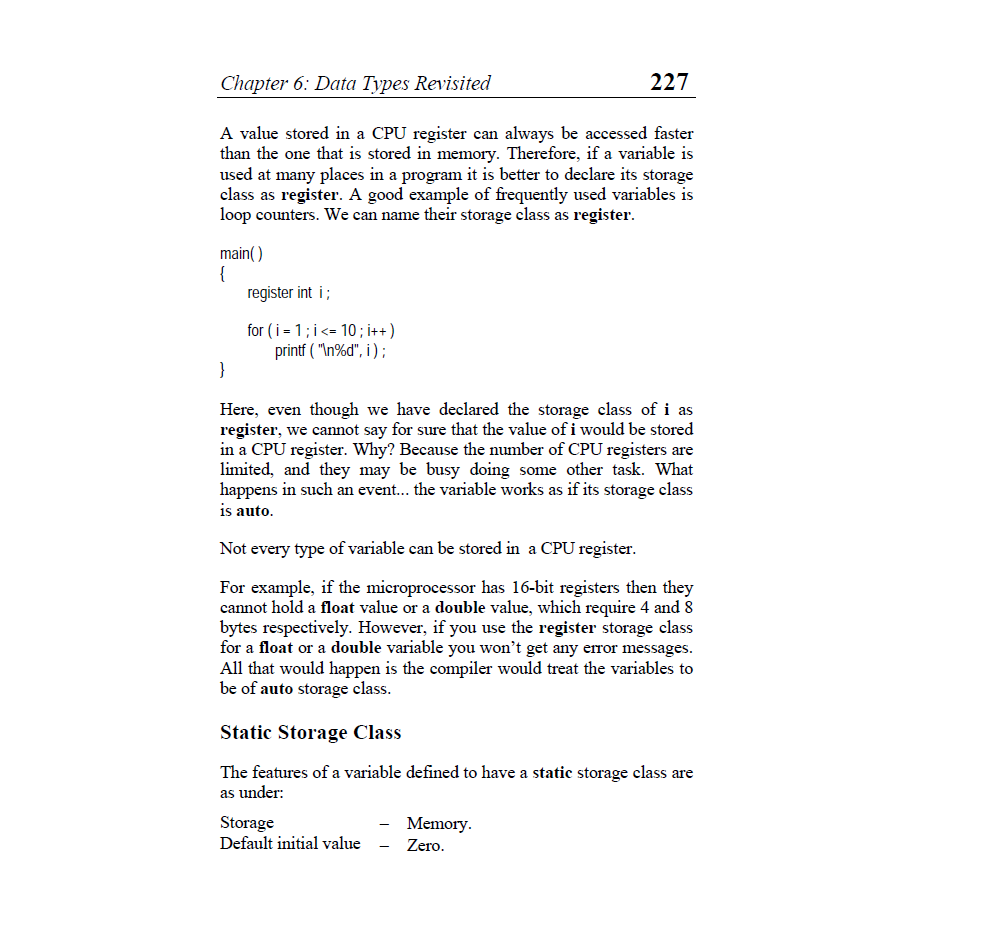 Chapter 6: Data Types Revisited 227
A value stored in a CPU register can always be accessed faster
than the one that is stored in memory. Therefore, if a variable is
used at many places in a program it is better to declare its storage
class as register. A good example of frequently used variables is
loop counters. We can name their storage class as register.
main( )
{
register int i ;
for ( i = 1 ; i <= 10 ; i++ )
printf ( "\n%d", i ) ;
}
Here, even though we have declared the storage class of i as
register, we cannot say for sure that the value of i would be stored
in a CPU register. Why? Because the number of CPU registers are
limited, and they may be busy doing some other task. What
happens in such an event... the variable works as if its storage class
is auto.
Not every type of variable can be stored in a CPU register.
For example, if the microprocessor has 16-bit registers then they
cannot hold a float value or a double value, which require 4 and 8
bytes respectively. However, if you use the register storage class
for a float or a double variable you won’t get any error messages.
All that would happen is the compiler would treat the variables to
be of auto storage class.
Static Storage Class
The features of a variable defined to have a static storage class are
as under:
Storage – Memory.
Default initial value – Zero.